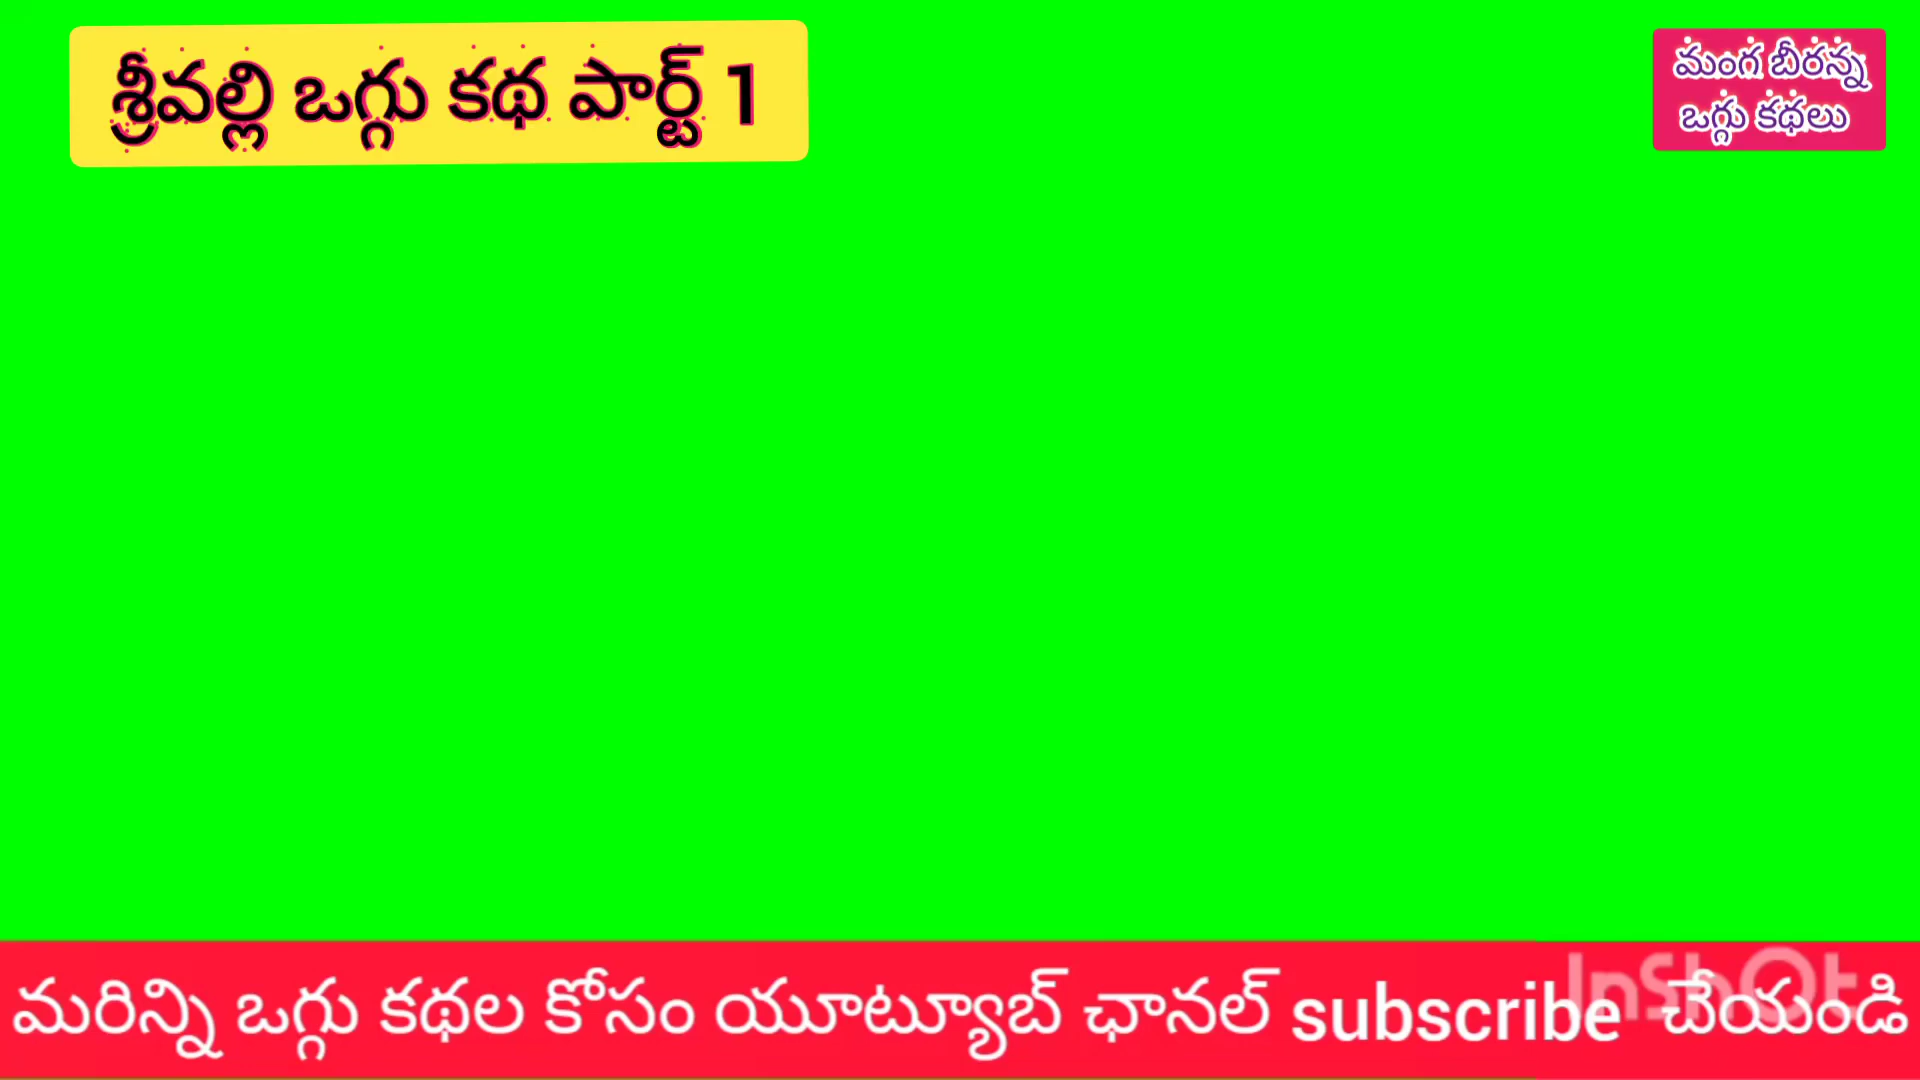 శ్రీవల్లి ఒగ్గు కథ పార్ట్ 1
మంగ బీరన్న
ఒగ్గు కథలు
మరిన్ని ఒగ్గు కథల కోసం యూట్యూబ్ ఛానల్ subscribe చేయండి
InShOt